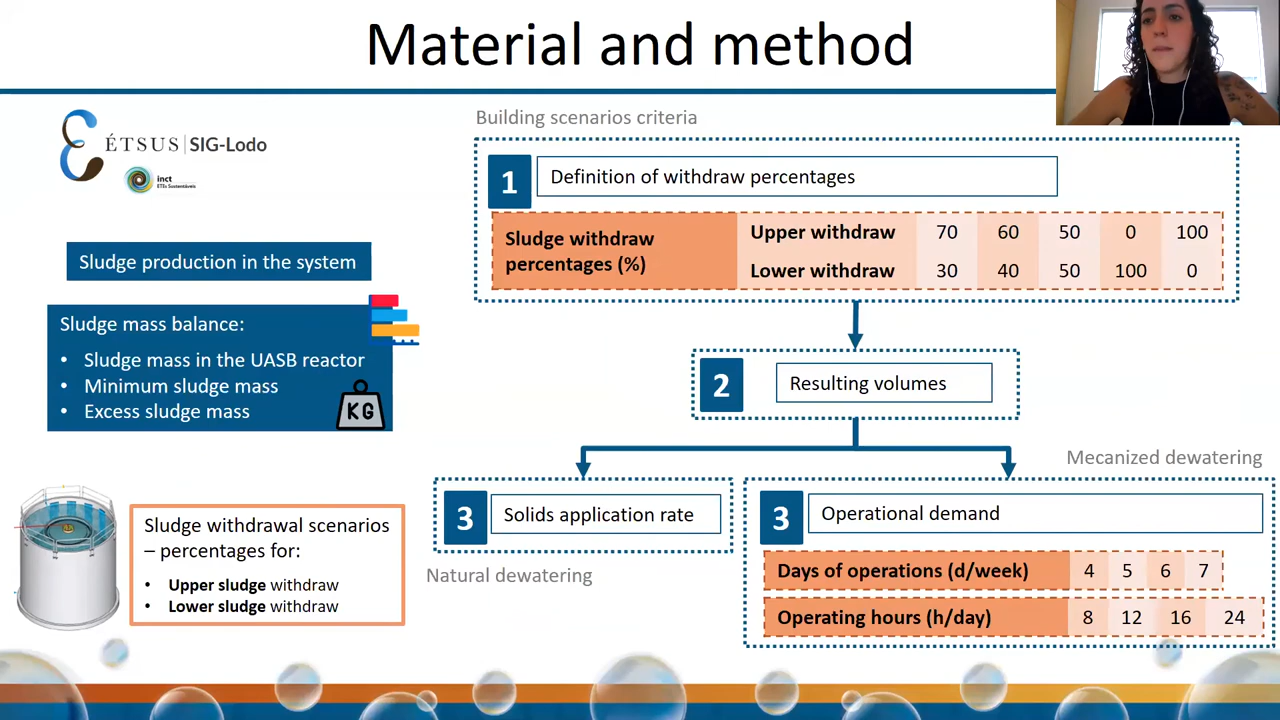 Material and method
ÉTSUS | SIG-Lodo
inct
ETEs Sustentáveis
Sludge production in the system
Sludge mass balance:
• Sludge mass in the UASB reactor
• Minimum sludge mass
• Excess sludge mass
KG
Sludge withdrawal scenarios
– percentages for:
• Upper sludge withdraw
• Lower sludge withdraw
Building scenarios criteria
1 Definition of withdraw percentages
Sludge withdraw
percentages (%)
Upper withdraw 70 60 50 0 100
Lower withdraw 30 40 50 100 0
2 Resulting volumes
3 Solids application rate
Natural dewatering
Mecanized dewatering
3 Operational demand
Days of operations (d/week) 4 5 6 7
Operating hours (h/day) 8 12 16 24